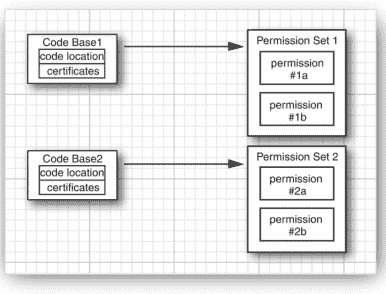 Code Base1
code location
certificates
Permission Set 1
permission
#1a
permission
#1b
Code Base2
code location
certificates
Permission Set 2
permission
#2a
permission
#2b